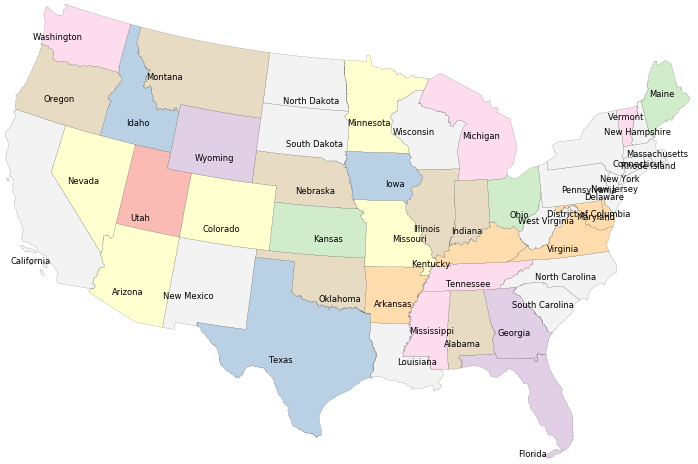 Washington
Maine
Montana
Oregon
North Dakota
Vermont
Idaho
Minnesota
Wisconsin
New Hampshire
Michigan
South Dakota
Massachusetts
Wyoming
Connecticut
Rhode Island
New York
Nevada
Iowa
Nebraska
Pennsylvania
New Jersey
Delaware
Utah
Ohio
District of Columbia
Maryland
West Virginia
Colorado
Illinois
Indiana
Kansas
Missouri
Virginia
California
Kentucky
North Carolina
Tennessee
Arizona
New Mexico
Oklahoma
Arkansas
South Carolina
Mississippi
Georgia
Alabama
Texas
Louisiana
Florida